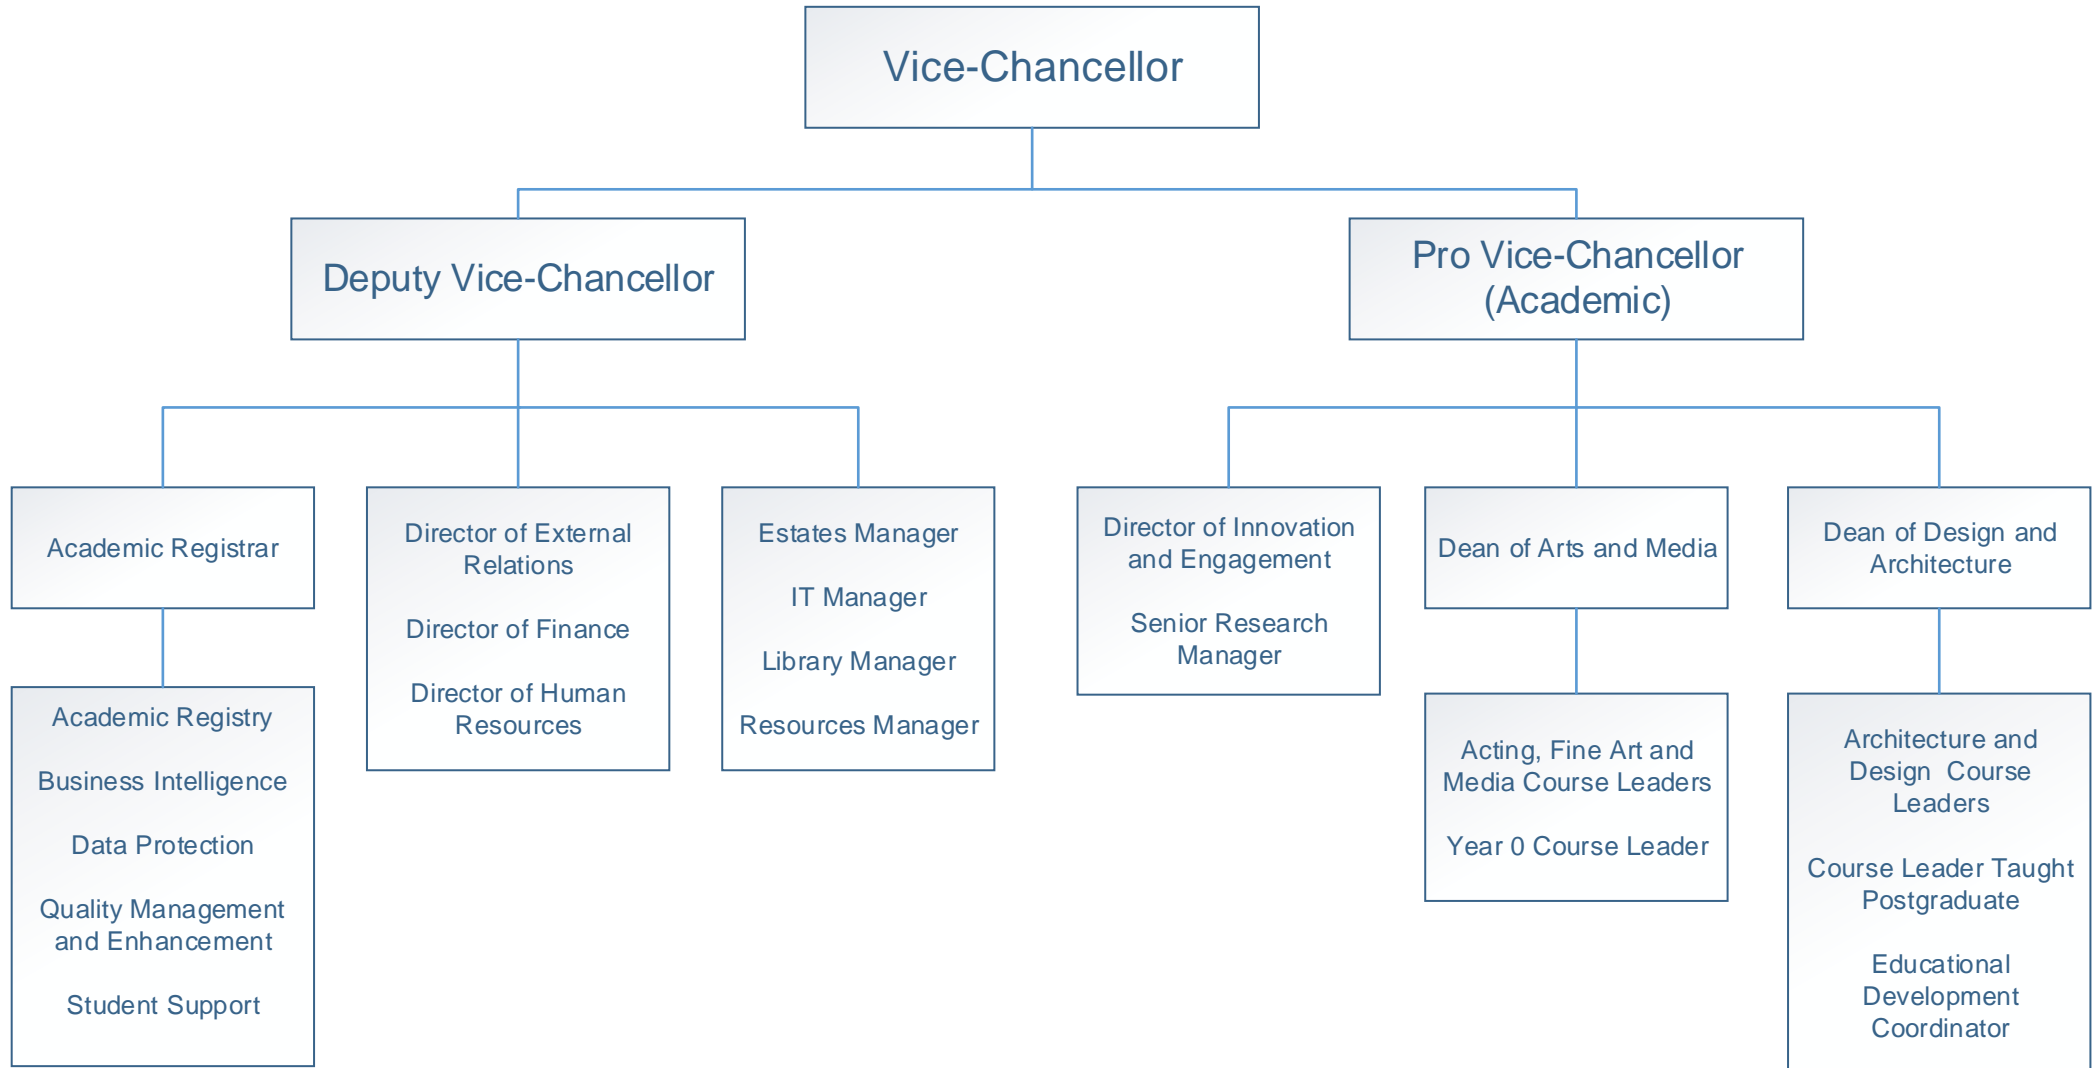 Vice-Chancellor
Deputy Vice-Chancellor
Pro Vice-Chancellor
(Academic)
Academic Registrar
Director of External
Relations
Director of Finance
Director of Human
Resources
Estates Manager
IT Manager
Library Manager
Resources Manager
Director of Innovation
and Engagement
Senior Research
Manager
Dean of Arts and Media
Dean of Design and
Architecture
Academic Registry
Business Intelligence
Data Protection
Quality Management
and Enhancement
Student Support
Acting, Fine Art and
Media Course Leaders
Year 0 Course Leader
Architecture and
Design  Course
Leaders
Course Leader Taught
Postgraduate
Educational
Development
Coordinator